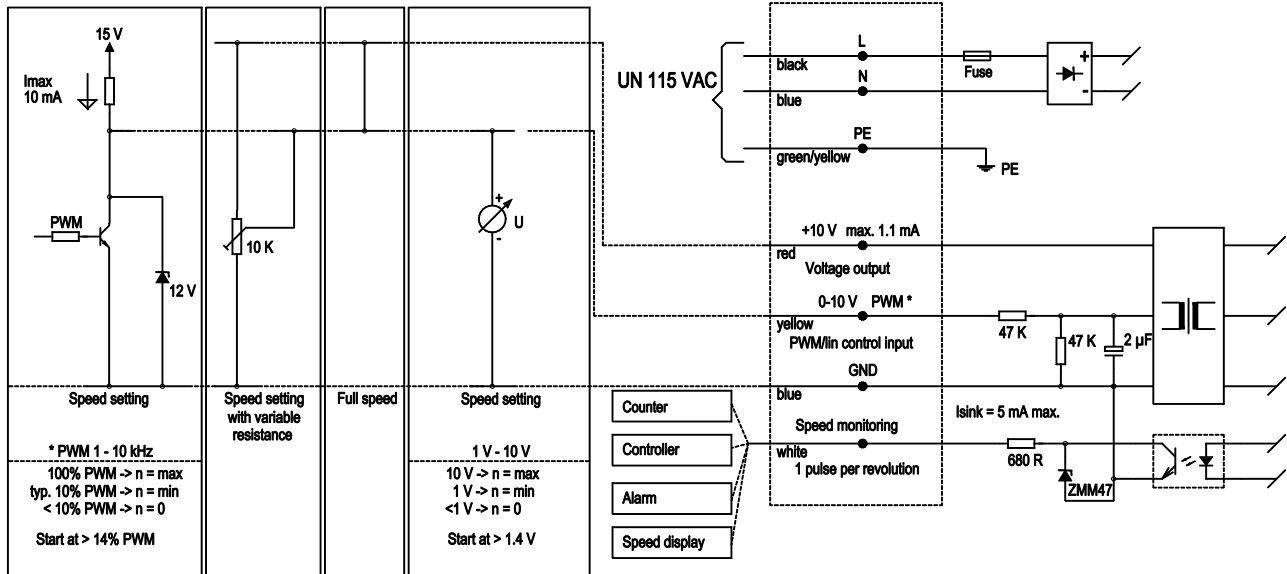 15 V
Imax
10 mA
PWM
12 V
Speed setting
* PWM 1 - 10 kHz
100% PWM -> n = max
typ. 10% PWM -> n = min
< 10% PWM -> n = 0
Start at > 14% PWM
10 K
Speed setting
with variable
resistance
Full speed
+
U
-
Speed setting
1 V - 10 V
10 V -> n = max
1 V -> n = min
<1 V -> n = 0
Start at > 1.4 V
UN 115 VAC
L
black
N
blue
PE
green/yellow
Fuse
+
-
PE
+10 V max. 1.1 mA
red
Voltage output
0-10 V PWM *
yellow
PWM/lin control input
47 K
47 K
2 µF
GND
blue
Counter
Controller
Alarm
Speed display
Speed monitoring
white
1 pulse per revolution
Isink = 5 mA max.
680 R
ZMM47